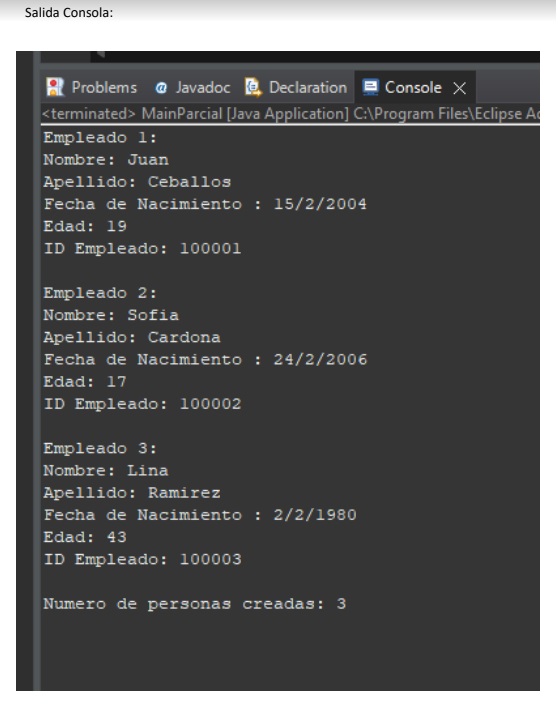 Salida Consola:
Problems @ Javadoc Declaration Console
<terminated> MainParcial [Java Application] C:\Program Files\Eclipse Ad
Empleado 1:
Nombre: Juan
Apellido: Ceballos
Fecha de Nacimiento : 15/2/2004
Edad: 19
ID Empleado: 100001
Empleado 2:
Nombre: Sofia
Apellido: Cardona
Fecha de Nacimiento : 24/2/2006
Edad: 17
ID Empleado: 100002
Empleado 3:
Nombre: Lina
Apellido: Ramirez
Fecha de Nacimiento : 2/2/1980
Edad: 43
ID Empleado: 100003
Numero de personas creadas: 3